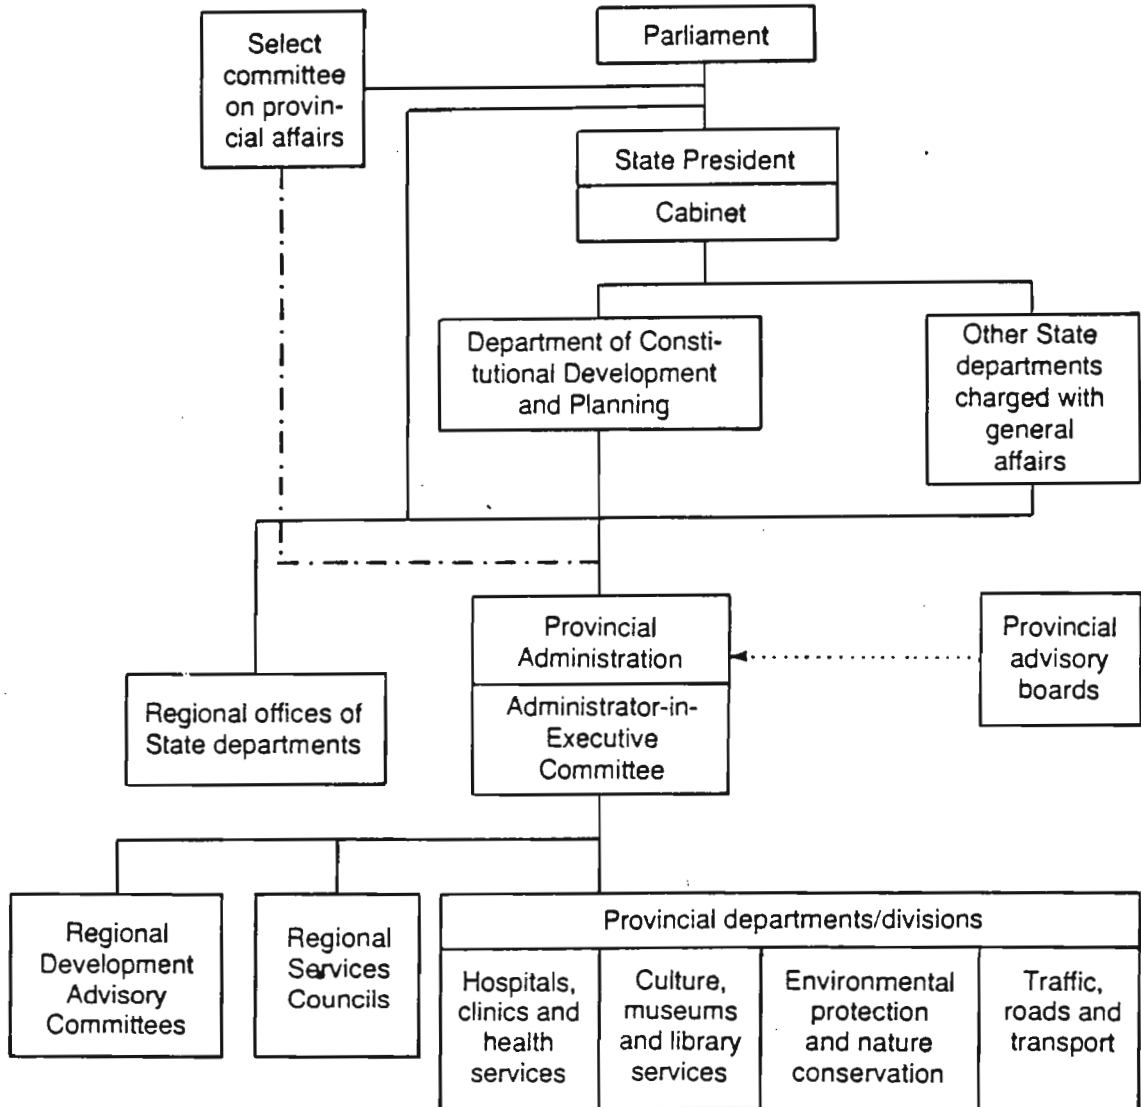 Select
committee
on provin-
cial affairs
Parliament
State President
Cabinet
Department of Consti-
tutional Development
and Planning
Other State
departments
charged with
general
affairs
Provincial
Administration
Administrator-in-
Executive
Committee
Provincial
advisory
boards
Regional offices of
State departments
Regional
Development
Advisory
Committees
Regional
Services
Councils
Provincial departments/divisions
Hospitals,
clinics and
health
services
Culture,
museums
and library
services
Environmental
protection
and nature
conservation
Traffic,
roads and
transport